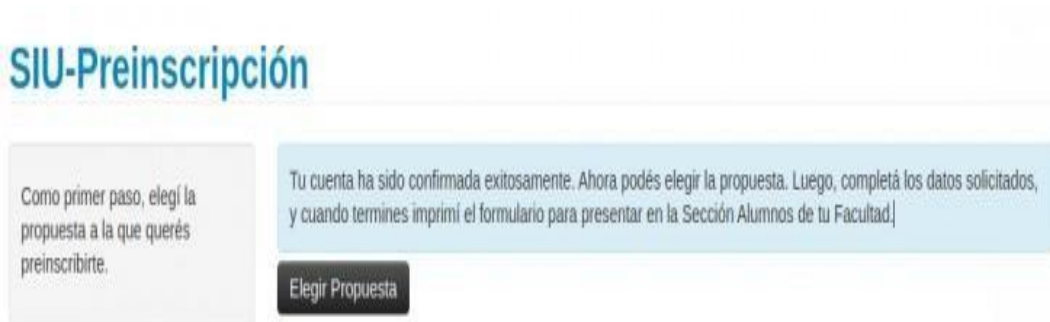 SIU-Preinscripción
Como primer paso, elegí la
propuesta a la que querés
preinscribirte.
Tu cuenta ha sido confirmada exitosamente. Ahora podés elegir la propuesta. Luego, completá los datos solicitados,
y cuando termines imprimí el formulario para presentar en la Sección Alumnos de tu Facultad.
Elegir Propuesta